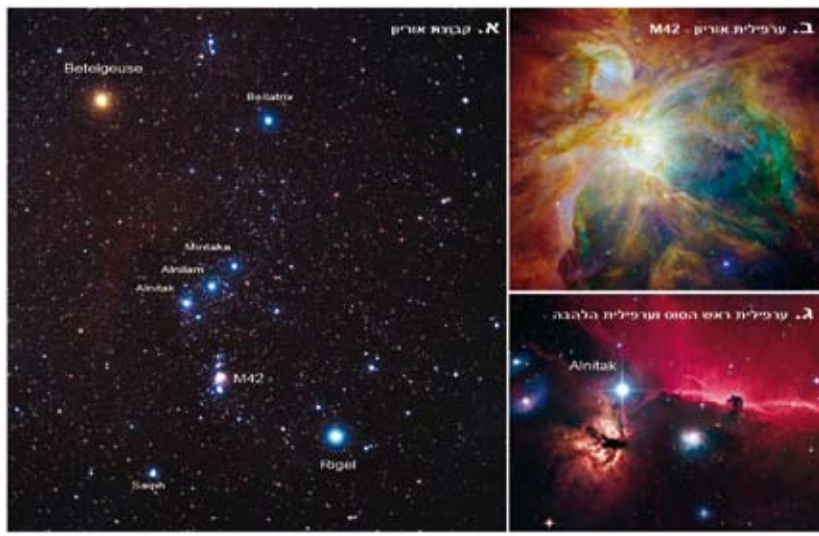 א. קבוצת אוריון
Betelgeuse
Bellatrix
Mintaka
Alnilam
Alnitak
M42
Rigel
Saiph
ב. ערפילית אוריון - M42
ג. ערפילית ראש הסוס וערפילית הלהבה
Alnitak